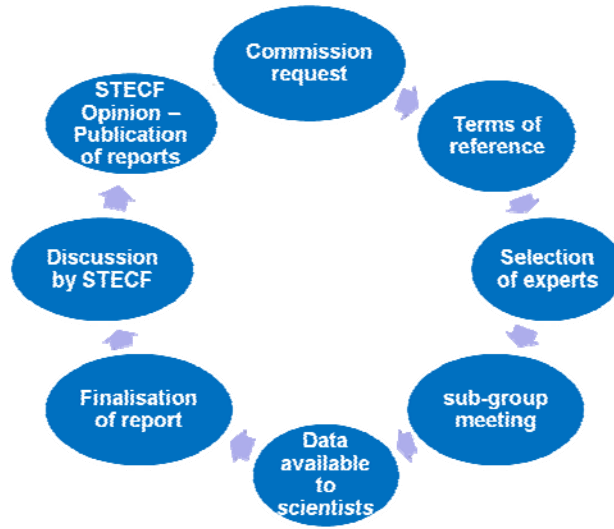 Commission
request
Terms of
reference
Selection
of experts
sub-group
meeting
Data
available
to
scientists
Finalisation
of report
Discussion
by STECF
STECF
Opinion –
Publication
of reports